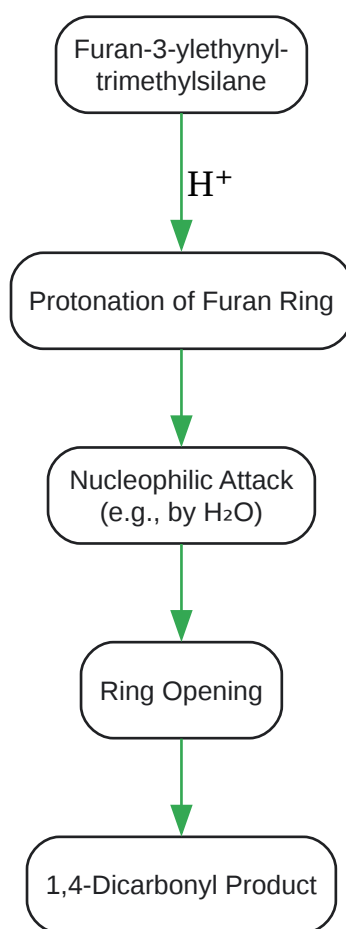 Furan-3-ylethynyl-
trimethylsilane
H⁺
Protonation of Furan Ring
Nucleophilic Attack
(e.g., by H₂O)
Ring Opening
1,4-Dicarbonyl Product